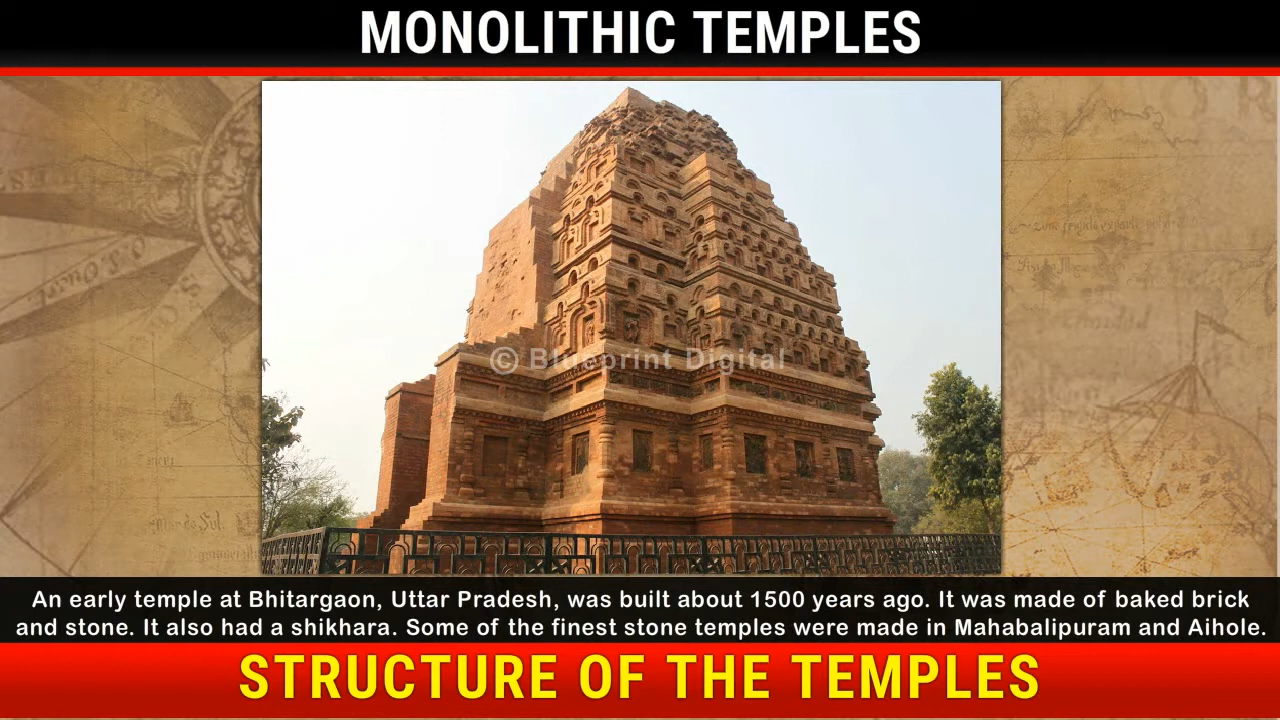 MONOLITHIC TEMPLES
© Blueprint Digital
An early temple at Bhitargaon, Uttar Pradesh, was built about 1500 years ago. It was made of baked brick
and stone. It also had a shikhara. Some of the finest stone temples were made in Mahabalipuram and Aihole.
STRUCTURE OF THE TEMPLES